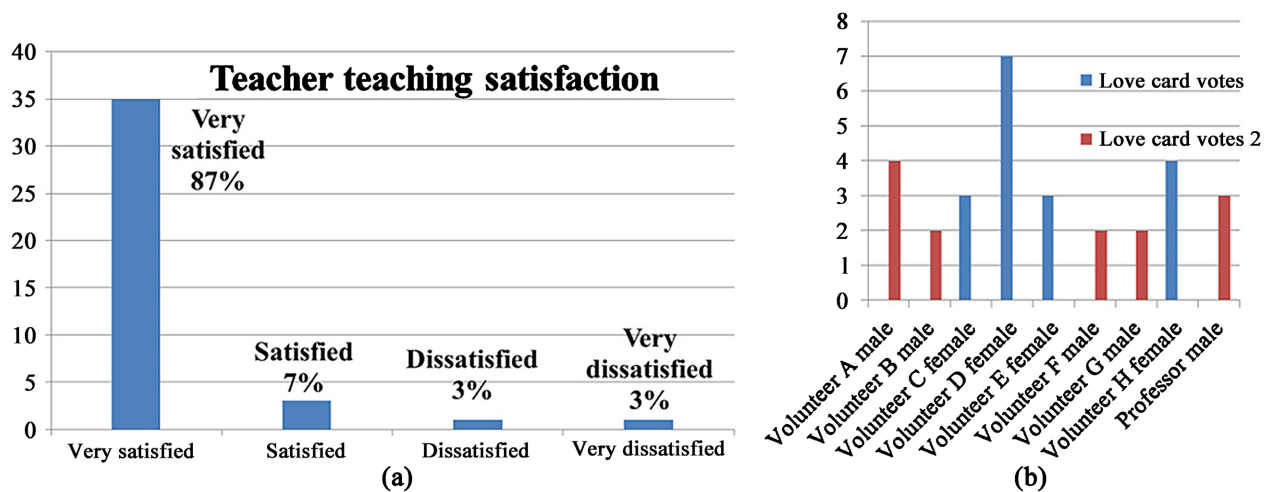 Teacher teaching satisfaction
40
35
30
25
20
15
10
5
0
Very
satisfied
87%
Satisfied
7%
Dissatisfied
3%
Very
dissatisfied
3%
Very satisfied
Satisfied
Dissatisfied
Very dissatisfied
(a)
8
7
6
5
4
3
2
1
0
Love card votes
Love card votes 2
Volunteer A male
Volunteer B male
Volunteer C female
Volunteer D female
Volunteer E female
Volunteer F male
Volunteer G male
Volunteer H female
Professor male
(b)